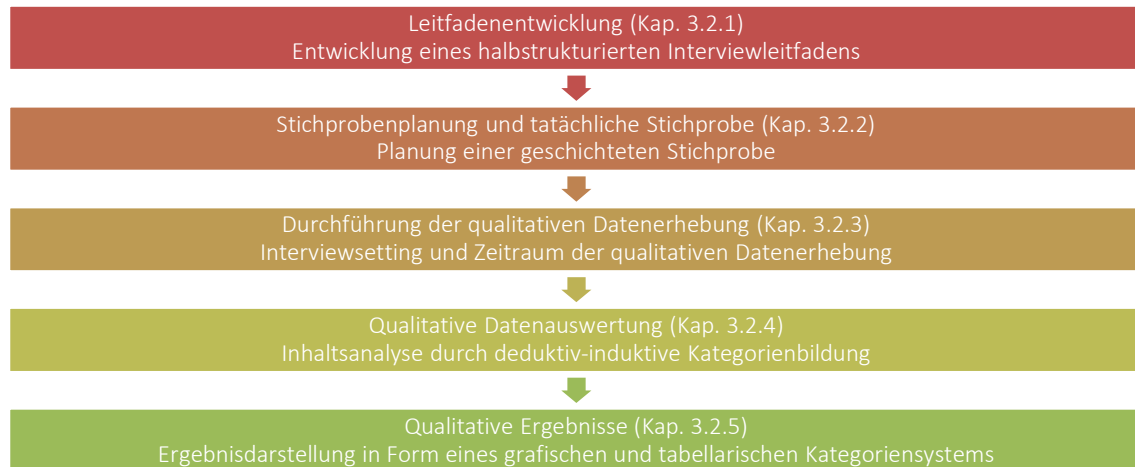 Leitfadenentwicklung (Kap. 3.2.1)
Entwicklung eines halbstrukturierten Interviewleitfadens
Stichprobenplanung und tatächliche Stichprobe (Kap. 3.2.2)
Planung einer geschichteten Stichprobe
Durchführung der qualitativen Datenerhebung (Kap. 3.2.3)
Interviewsetting und Zeitraum der qualitativen Datenerhebung
Qualitative Datenauswertung (Kap. 3.2.4)
Inhaltsanalyse durch deduktiv-induktive Kategorienbildung
Qualitative Ergebnisse (Kap. 3.2.5)
Ergebnisdarstellung in Form eines grafischen und tabellarischen Kategoriensystems